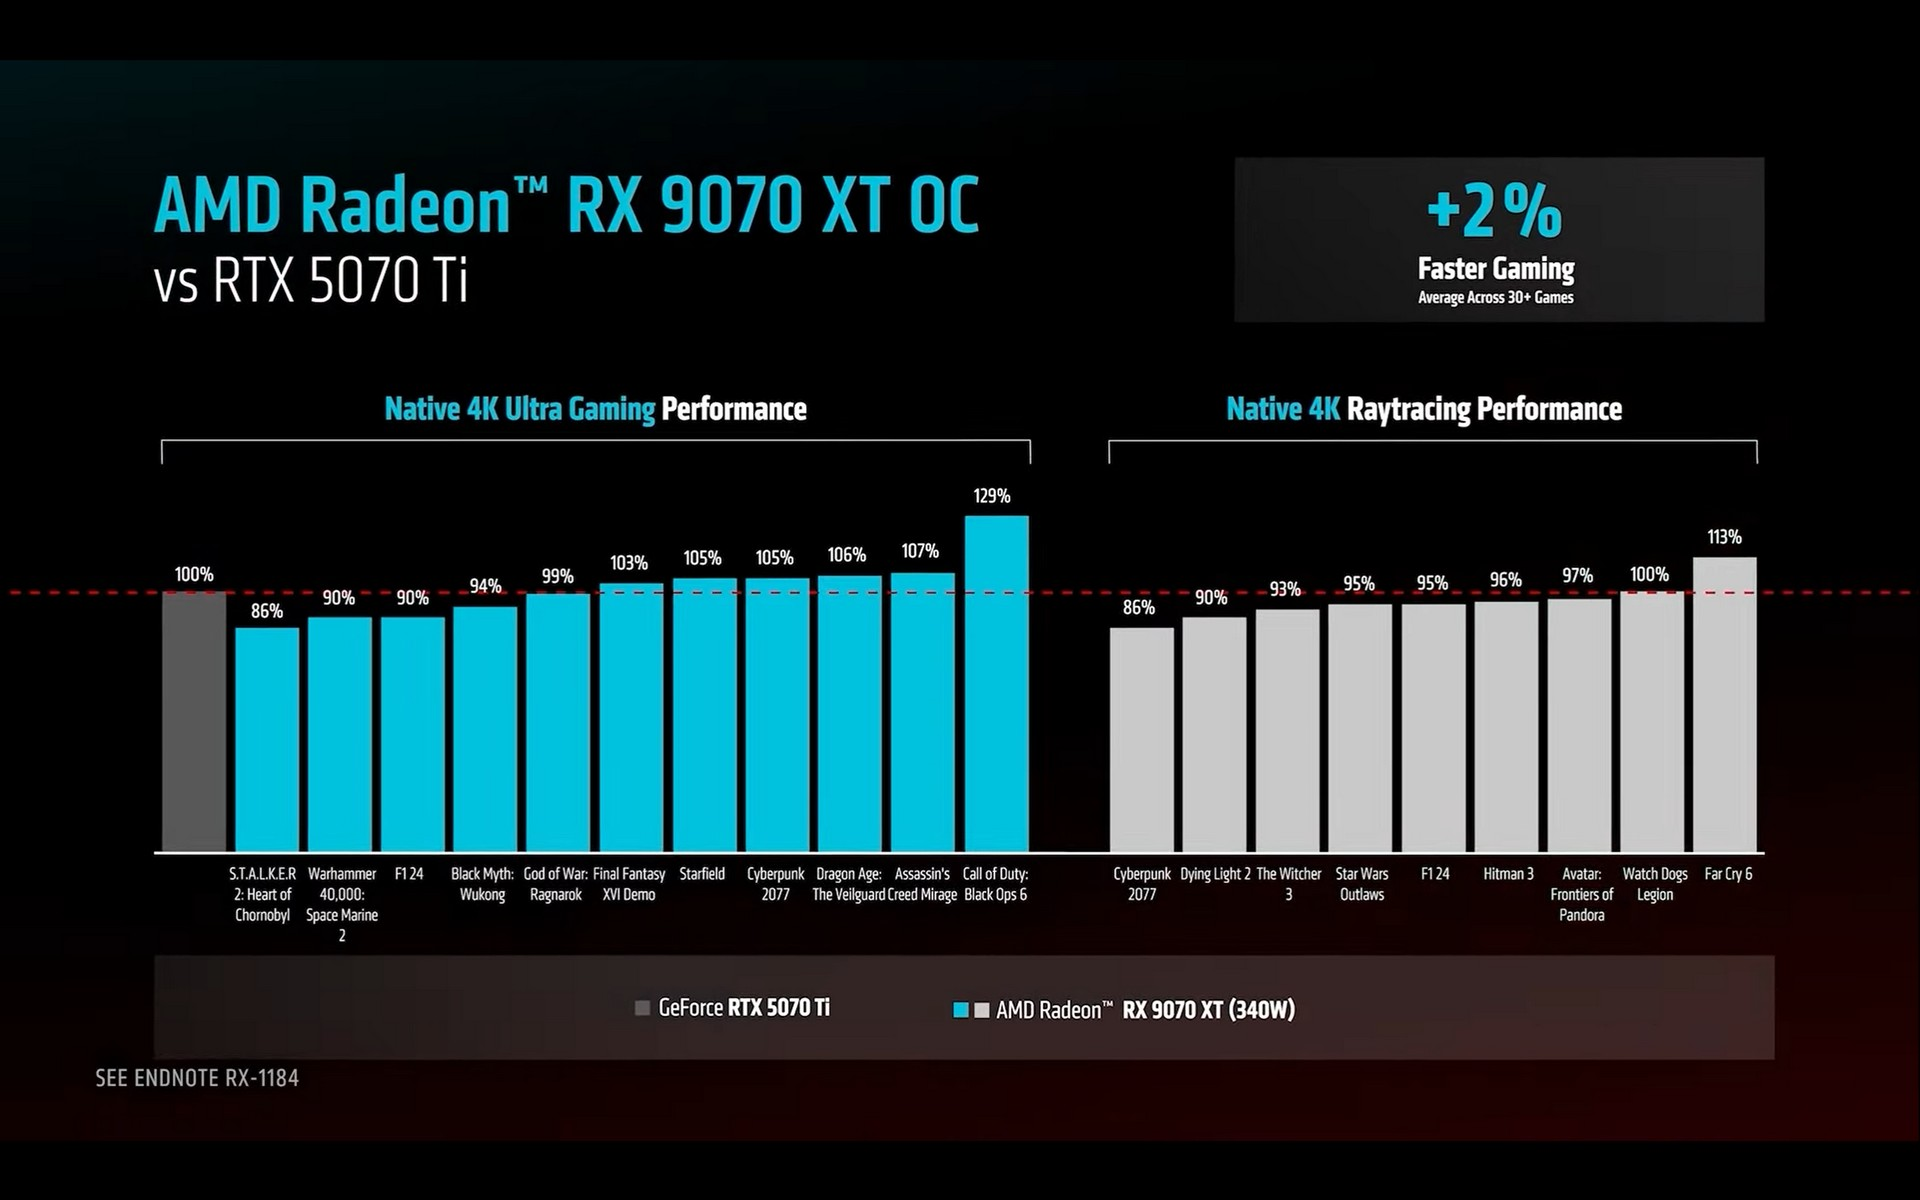 AMD Radeon™ RX 9070 XT OC
vs RTX 5070 Ti
+2%
Faster Gaming
Average Across 30+ Games
Native 4K Ultra Gaming Performance
100%
86%
90%
90%
94%
99%
103%
105%
105%
106%
107%
129%
S.T.A.L.K.E.R
2: Heart of
Chornobyl
Warhammer
40,000:
Space Marine
2
F1 24
Black Myth:
Wukong
God of War:
Ragnarok
Final Fantasy
XVI Demo
Starfield
Cyberpunk
2077
Dragon Age:
The Veilguard
Assassin's
Creed Mirage
Call of Duty:
Black Ops 6
Native 4K Raytracing Performance
86%
90%
93%
95%
95%
96%
97%
100%
113%
Cyberpunk
2077
Dying Light 2
The Witcher
3
Star Wars
Outlaws
F1 24
Hitman 3
Avatar:
Frontiers of
Pandora
Watch Dogs
Legion
Far Cry 6
GeForce RTX 5070 Ti
AMD Radeon™ RX 9070 XT (340W)
SEE ENDNOTE RX-1184